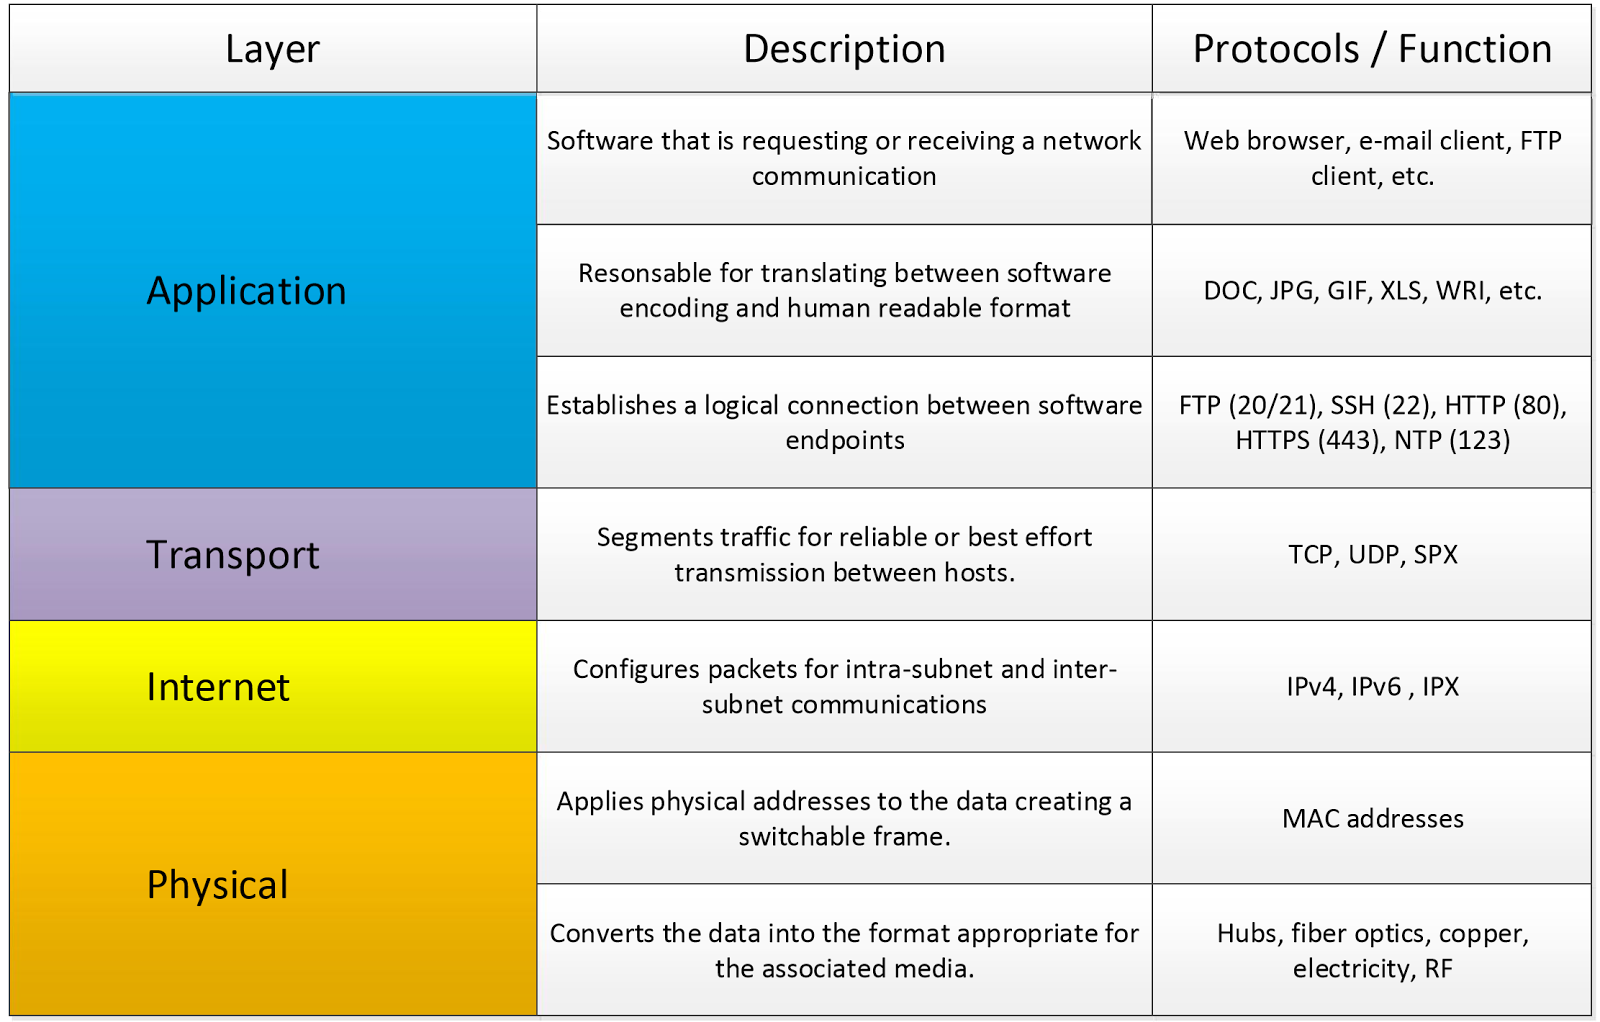 Layer
Description
Protocols / Function
Application
Software that is requesting or receiving a network
communication
Web browser, e-mail client, FTP
client, etc.
Resonsable for translating between software
encoding and human readable format
DOC, JPG, GIF, XLS, WRI, etc.
Establishes a logical connection between software
endpoints
FTP (20/21), SSH (22), HTTP (80),
HTTPS (443), NTP (123)
Transport
Segments traffic for reliable or best effort
transmission between hosts.
TCP, UDP, SPX
Internet
Configures packets for intra-subnet and inter-
subnet communications
IPv4, IPv6 , IPX
Physical
Applies physical addresses to the data creating a
switchable frame.
MAC addresses
Converts the data into the format appropriate for
the associated media.
Hubs, fiber optics, copper,
electricity, RF